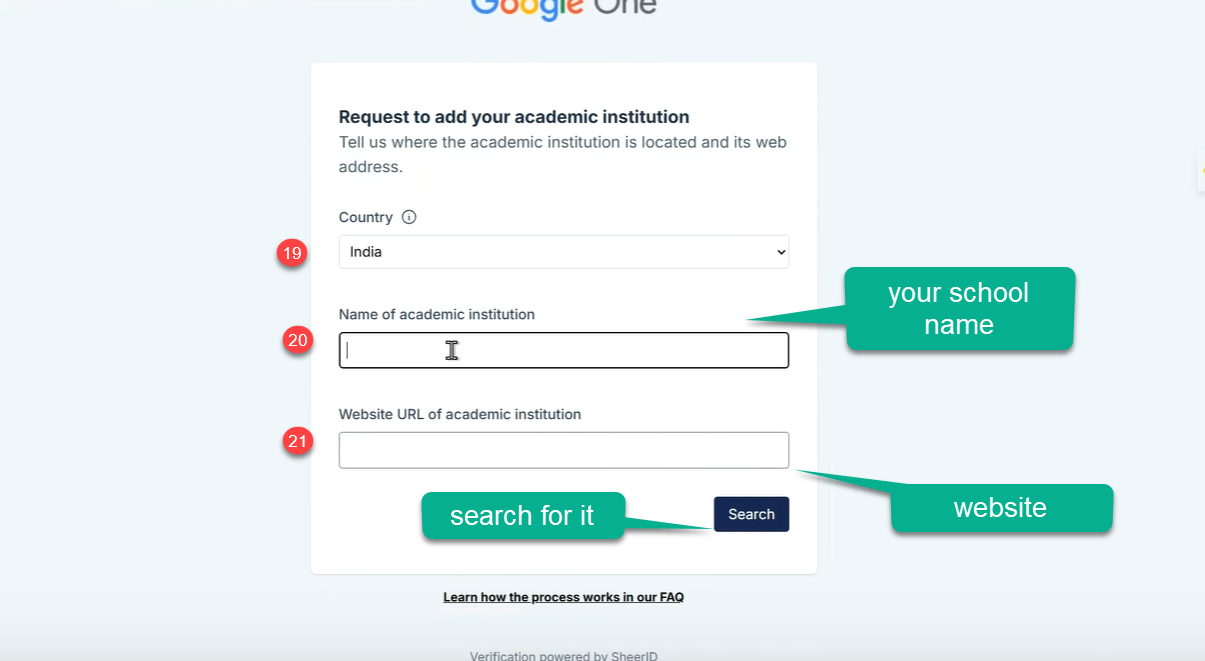 Google One
Request to add your academic institution
Tell us where the academic institution is located and its web
address.
Country
19
India
your school
name
Name of academic institution
20
Website URL of academic institution
21
website
search for it
Search
Learn how the process works in our FAQ
Verification powered by SheerID